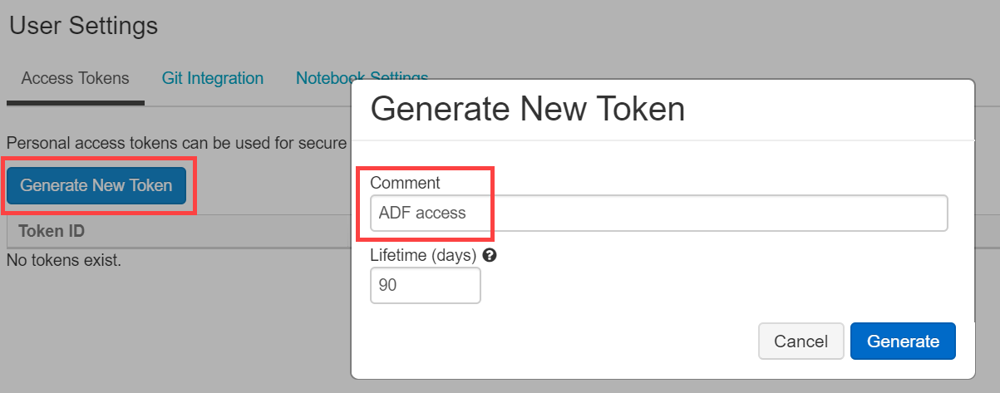 User Settings
Access Tokens Git Integration Notebook Settings
Personal access tokens can be used for secure
Generate New Token
Token ID
No tokens exist.
Generate New Token
Comment
ADF access
Lifetime (days) ?
90
Cancel Generate